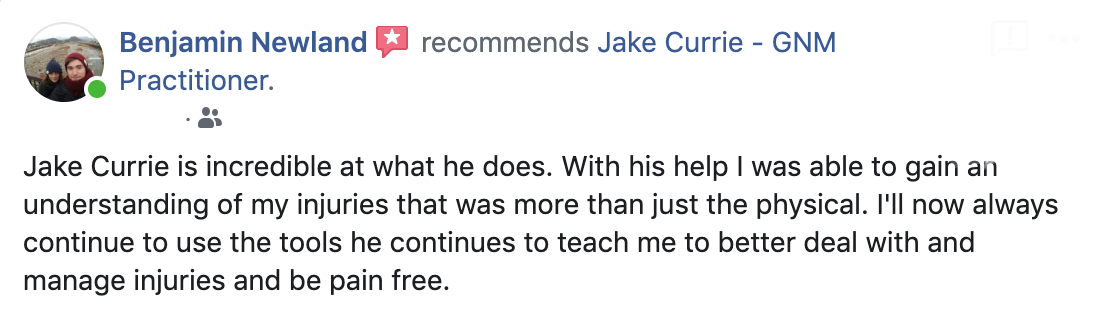 Benjamin Newland recommends Jake Currie - GNM
Practitioner.
·
Jake Currie is incredible at what he does. With his help I was able to gain an
understanding of my injuries that was more than just the physical. I'll now always
continue to use the tools he continues to teach me to better deal with and
manage injuries and be pain free.